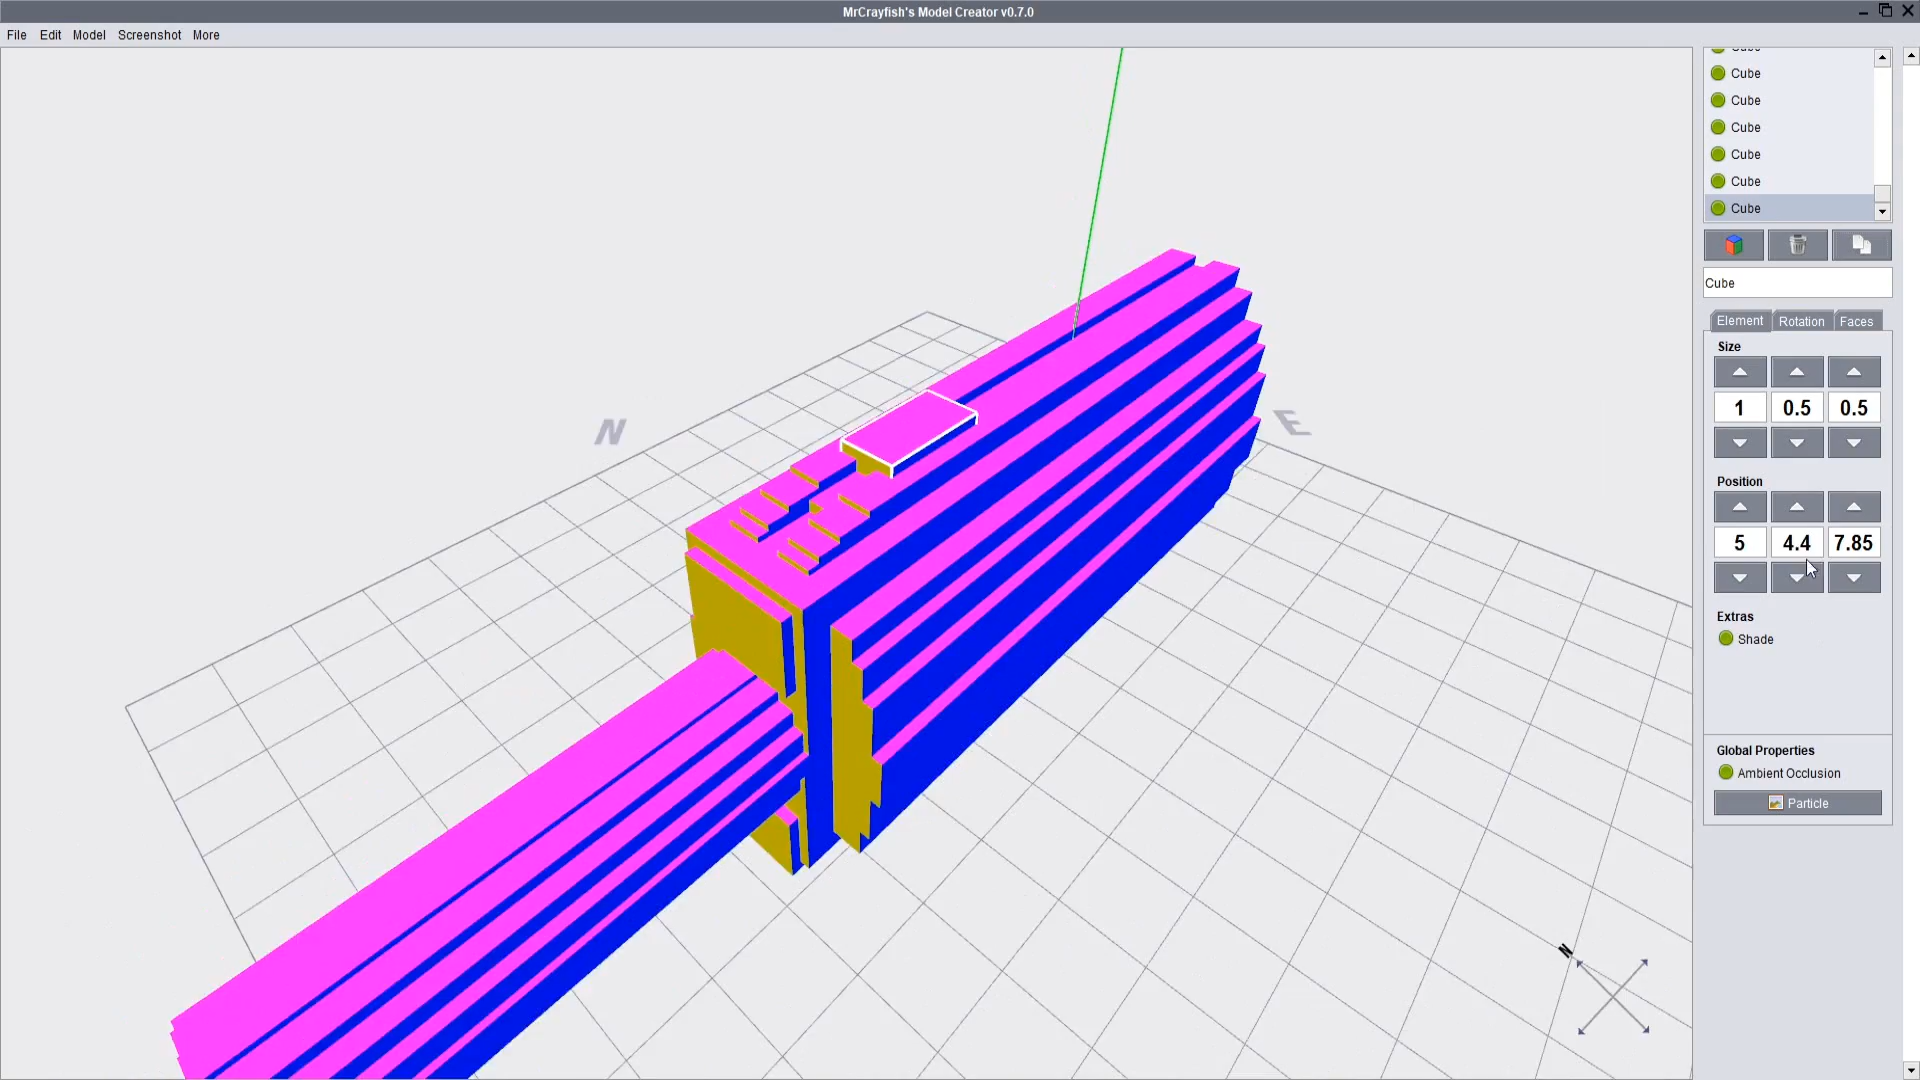 MrCrayfish's Model Creator v0.7.0
File Edit Model Screenshot More
Cube
Cube
Cube
Cube
Cube
Cube
Cube
Cube
Element Rotation Faces
Size
1 0.5 0.5
Position
5 4.4 7.85
Extras
Shade
Global Properties
Ambient Occlusion
Particle
N
E
N